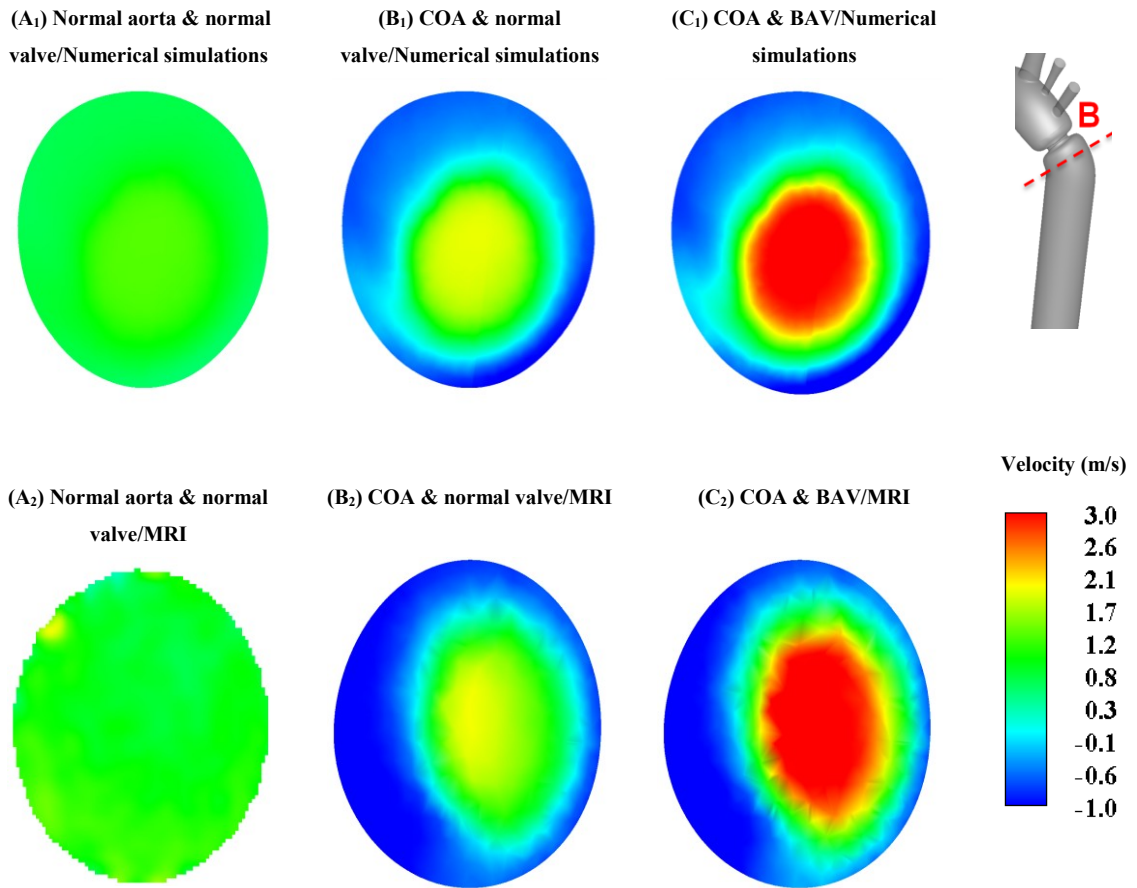 (A₁) Normal aorta & normal
valve/Numerical simulations
(B₁) COA & normal
valve/Numerical simulations
(C₁) COA & BAV/Numerical
simulations
B
(A₂) Normal aorta & normal
valve/MRI
(B₂) COA & normal valve/MRI
(C₂) COA & BAV/MRI
Velocity (m/s)
3.0
2.6
2.1
1.7
1.2
0.8
0.3
-0.1
-0.6
-1.0